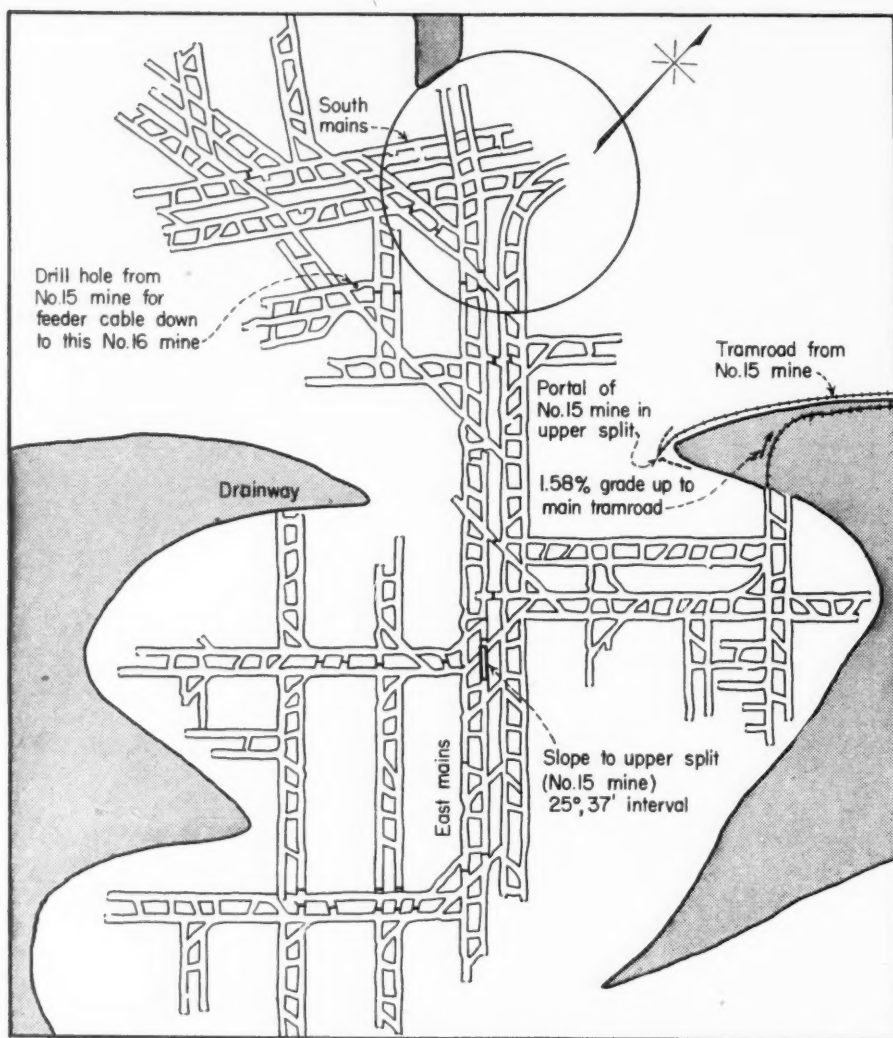 South
mains
Drill hole from
No.15 mine for
feeder cable down
to this No.16 mine
Tramroad from
No.15 mine
Portal of
No.15 mine in
upper split
1.58% grade up to
main tramroad
Drainway
East mains
Slope to upper split
(No.15 mine)
25°, 37' interval